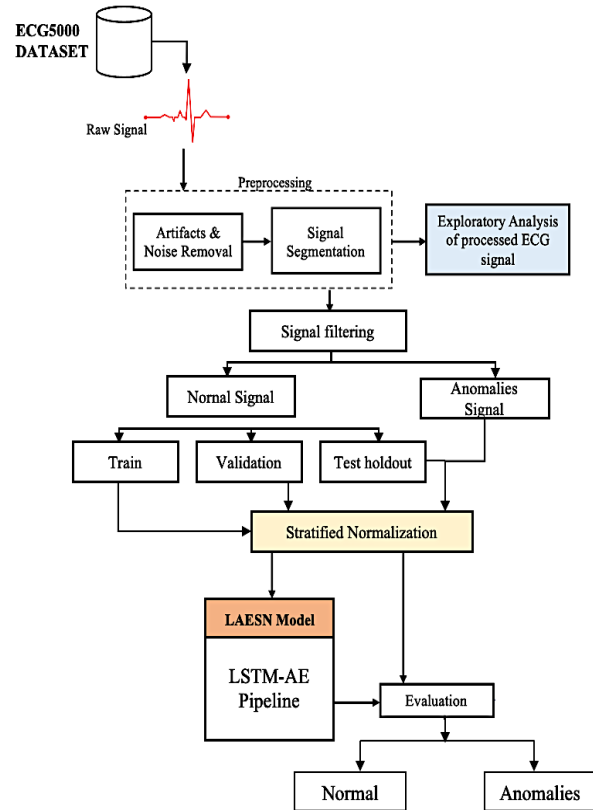 ECG5000
DATASET
Raw Signal
Preprocessing
Artifacts &
Noise Removal
Signal
Segmentation
Exploratory Analysis
of processed ECG
signal
Signal filtering
Nornal Signal
Anomalies
Signal
Train
Validation
Test holdout
Stratified Normalization
LAESN Model
LSTM-AE
Pipeline
Evaluation
Normal
Anomalies